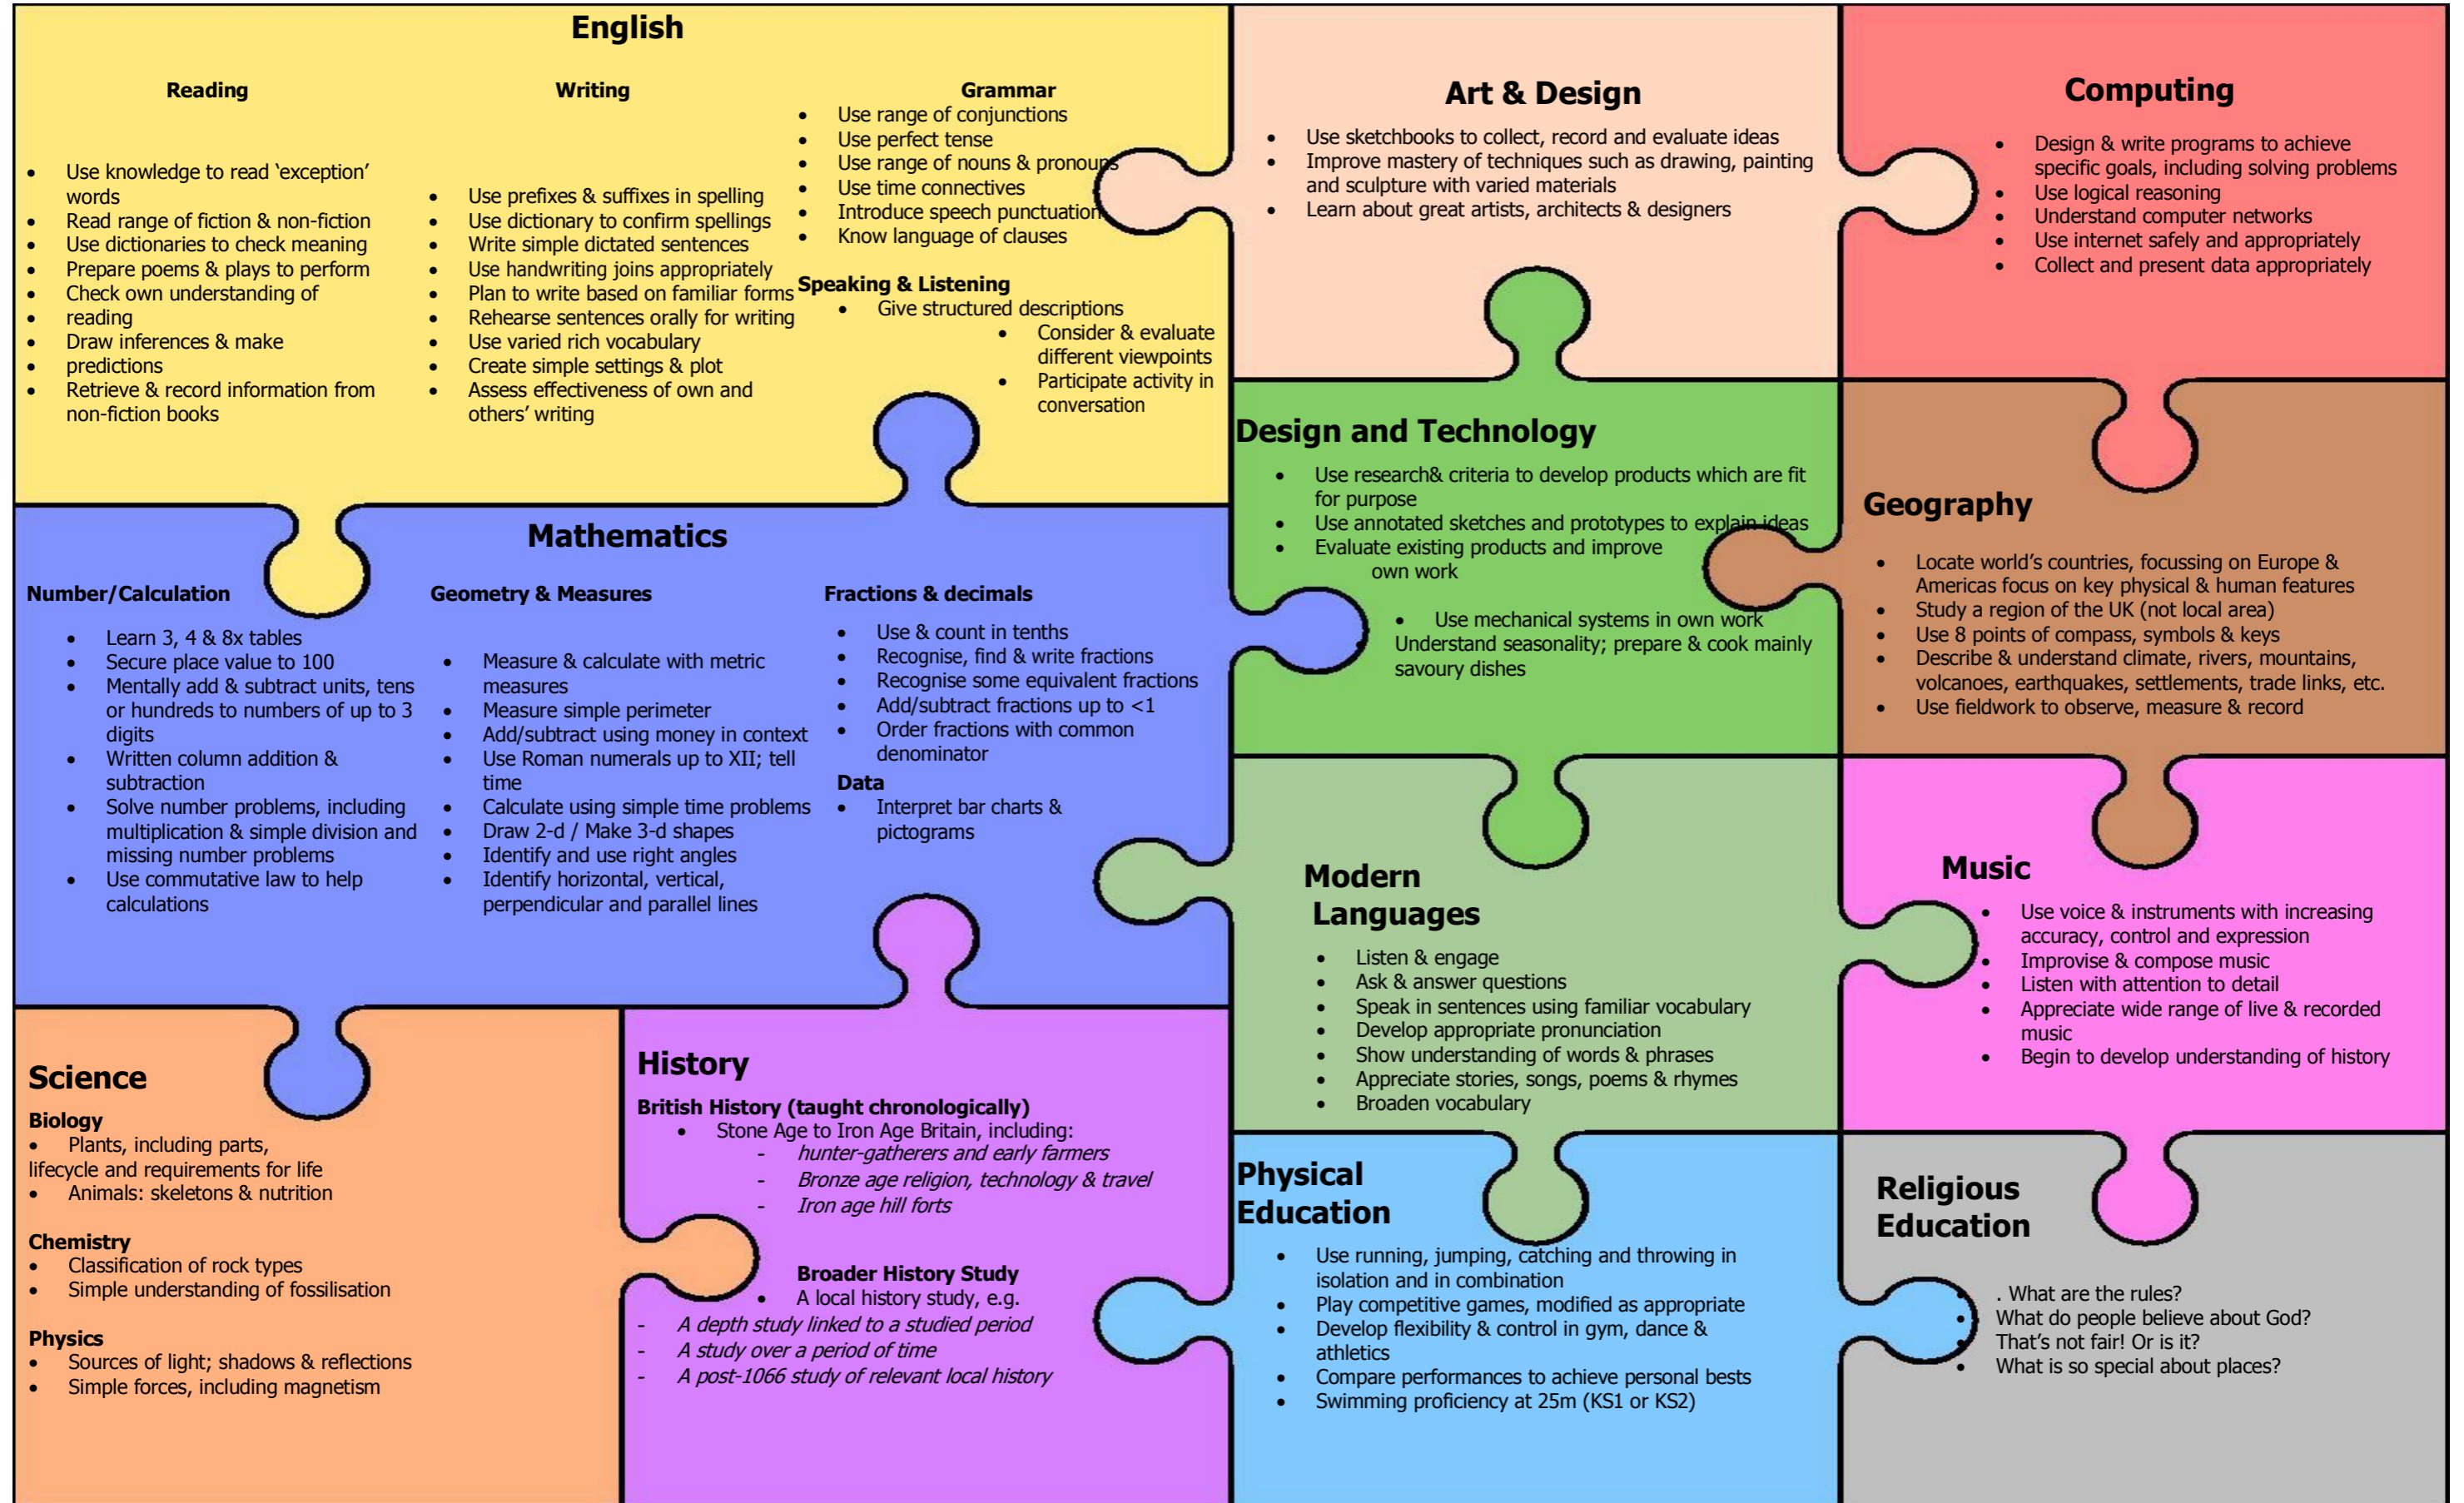 English
Reading
• Use knowledge to read ‘exception’
words
• Read range of fiction & non-fiction
• Use dictionaries to check meaning
• Prepare poems & plays to perform
• Check own understanding of
• reading
• Draw inferences & make
• predictions
• Retrieve & record information from
non-fiction books
Writing
• Use prefixes & suffixes in spelling
• Use dictionary to confirm spellings
• Write simple dictated sentences
• Use handwriting joins appropriately
• Plan to write based on familiar forms
• Rehearse sentences orally for writing
• Use varied rich vocabulary
• Create simple settings & plot
• Assess effectiveness of own and
others’ writing
Grammar
• Use range of conjunctions
• Use perfect tense
• Use range of nouns & pronouns
• Use time connectives
• Introduce speech punctuation
• Know language of clauses
Speaking & Listening
• Give structured descriptions
• Consider & evaluate
different viewpoints
• Participate activity in
conversation
Art & Design
• Use sketchbooks to collect, record and evaluate ideas
• Improve mastery of techniques such as drawing, painting
and sculpture with varied materials
• Learn about great artists, architects & designers
Computing
• Design & write programs to achieve
specific goals, including solving problems
• Use logical reasoning
• Understand computer networks
• Use internet safely and appropriately
• Collect and present data appropriately
Mathematics
Number/Calculation
• Learn 3, 4 & 8x tables
• Secure place value to 100
• Mentally add & subtract units, tens
or hundreds to numbers of up to 3
digits
• Written column addition &
subtraction
• Solve number problems, including
multiplication & simple division and
missing number problems
• Use commutative law to help
calculations
Geometry & Measures
• Measure & calculate with metric
measures
• Measure simple perimeter
• Add/subtract using money in context
• Use Roman numerals up to XII; tell
time
• Calculate using simple time problems
• Draw 2-d / Make 3-d shapes
• Identify and use right angles
• Identify horizontal, vertical,
perpendicular and parallel lines
Fractions & decimals
• Use & count in tenths
• Recognise, find & write fractions
• Recognise some equivalent fractions
• Add/subtract fractions up to <1
• Order fractions with common
denominator
Data
• Interpret bar charts &
pictograms
Design and Technology
• Use research& criteria to develop products which are fit
for purpose
• Use annotated sketches and prototypes to explain ideas
• Evaluate existing products and improve
own work
• Use mechanical systems in own work
Understand seasonality; prepare & cook mainly
savoury dishes
Geography
• Locate world’s countries, focussing on Europe &
Americas focus on key physical & human features
• Study a region of the UK (not local area)
• Use 8 points of compass, symbols & keys
• Describe & understand climate, rivers, mountains,
volcanoes, earthquakes, settlements, trade links, etc.
• Use fieldwork to observe, measure & record
Modern
Languages
• Listen & engage
• Ask & answer questions
• Speak in sentences using familiar vocabulary
• Develop appropriate pronunciation
• Show understanding of words & phrases
• Appreciate stories, songs, poems & rhymes
• Broaden vocabulary
Music
• Use voice & instruments with increasing
accuracy, control and expression
• Improvise & compose music
• Listen with attention to detail
• Appreciate wide range of live & recorded
music
• Begin to develop understanding of history
Science
Biology
• Plants, including parts,
lifecycle and requirements for life
• Animals: skeletons & nutrition
Chemistry
• Classification of rock types
• Simple understanding of fossilisation
Physics
• Sources of light; shadows & reflections
• Simple forces, including magnetism
History
British History (taught chronologically)
• Stone Age to Iron Age Britain, including:
- hunter-gatherers and early farmers
- Bronze age religion, technology & travel
- Iron age hill forts
Broader History Study
• A local history study, e.g.
- A depth study linked to a studied period
- A study over a period of time
- A post-1066 study of relevant local history
Physical
Education
• Use running, jumping, catching and throwing in
isolation and in combination
• Play competitive games, modified as appropriate
• Develop flexibility & control in gym, dance &
athletics
• Compare performances to achieve personal bests
• Swimming proficiency at 25m (KS1 or KS2)
Religious
Education
• . What are the rules?
• What do people believe about God?
• That’s not fair! Or is it?
• What is so special about places?